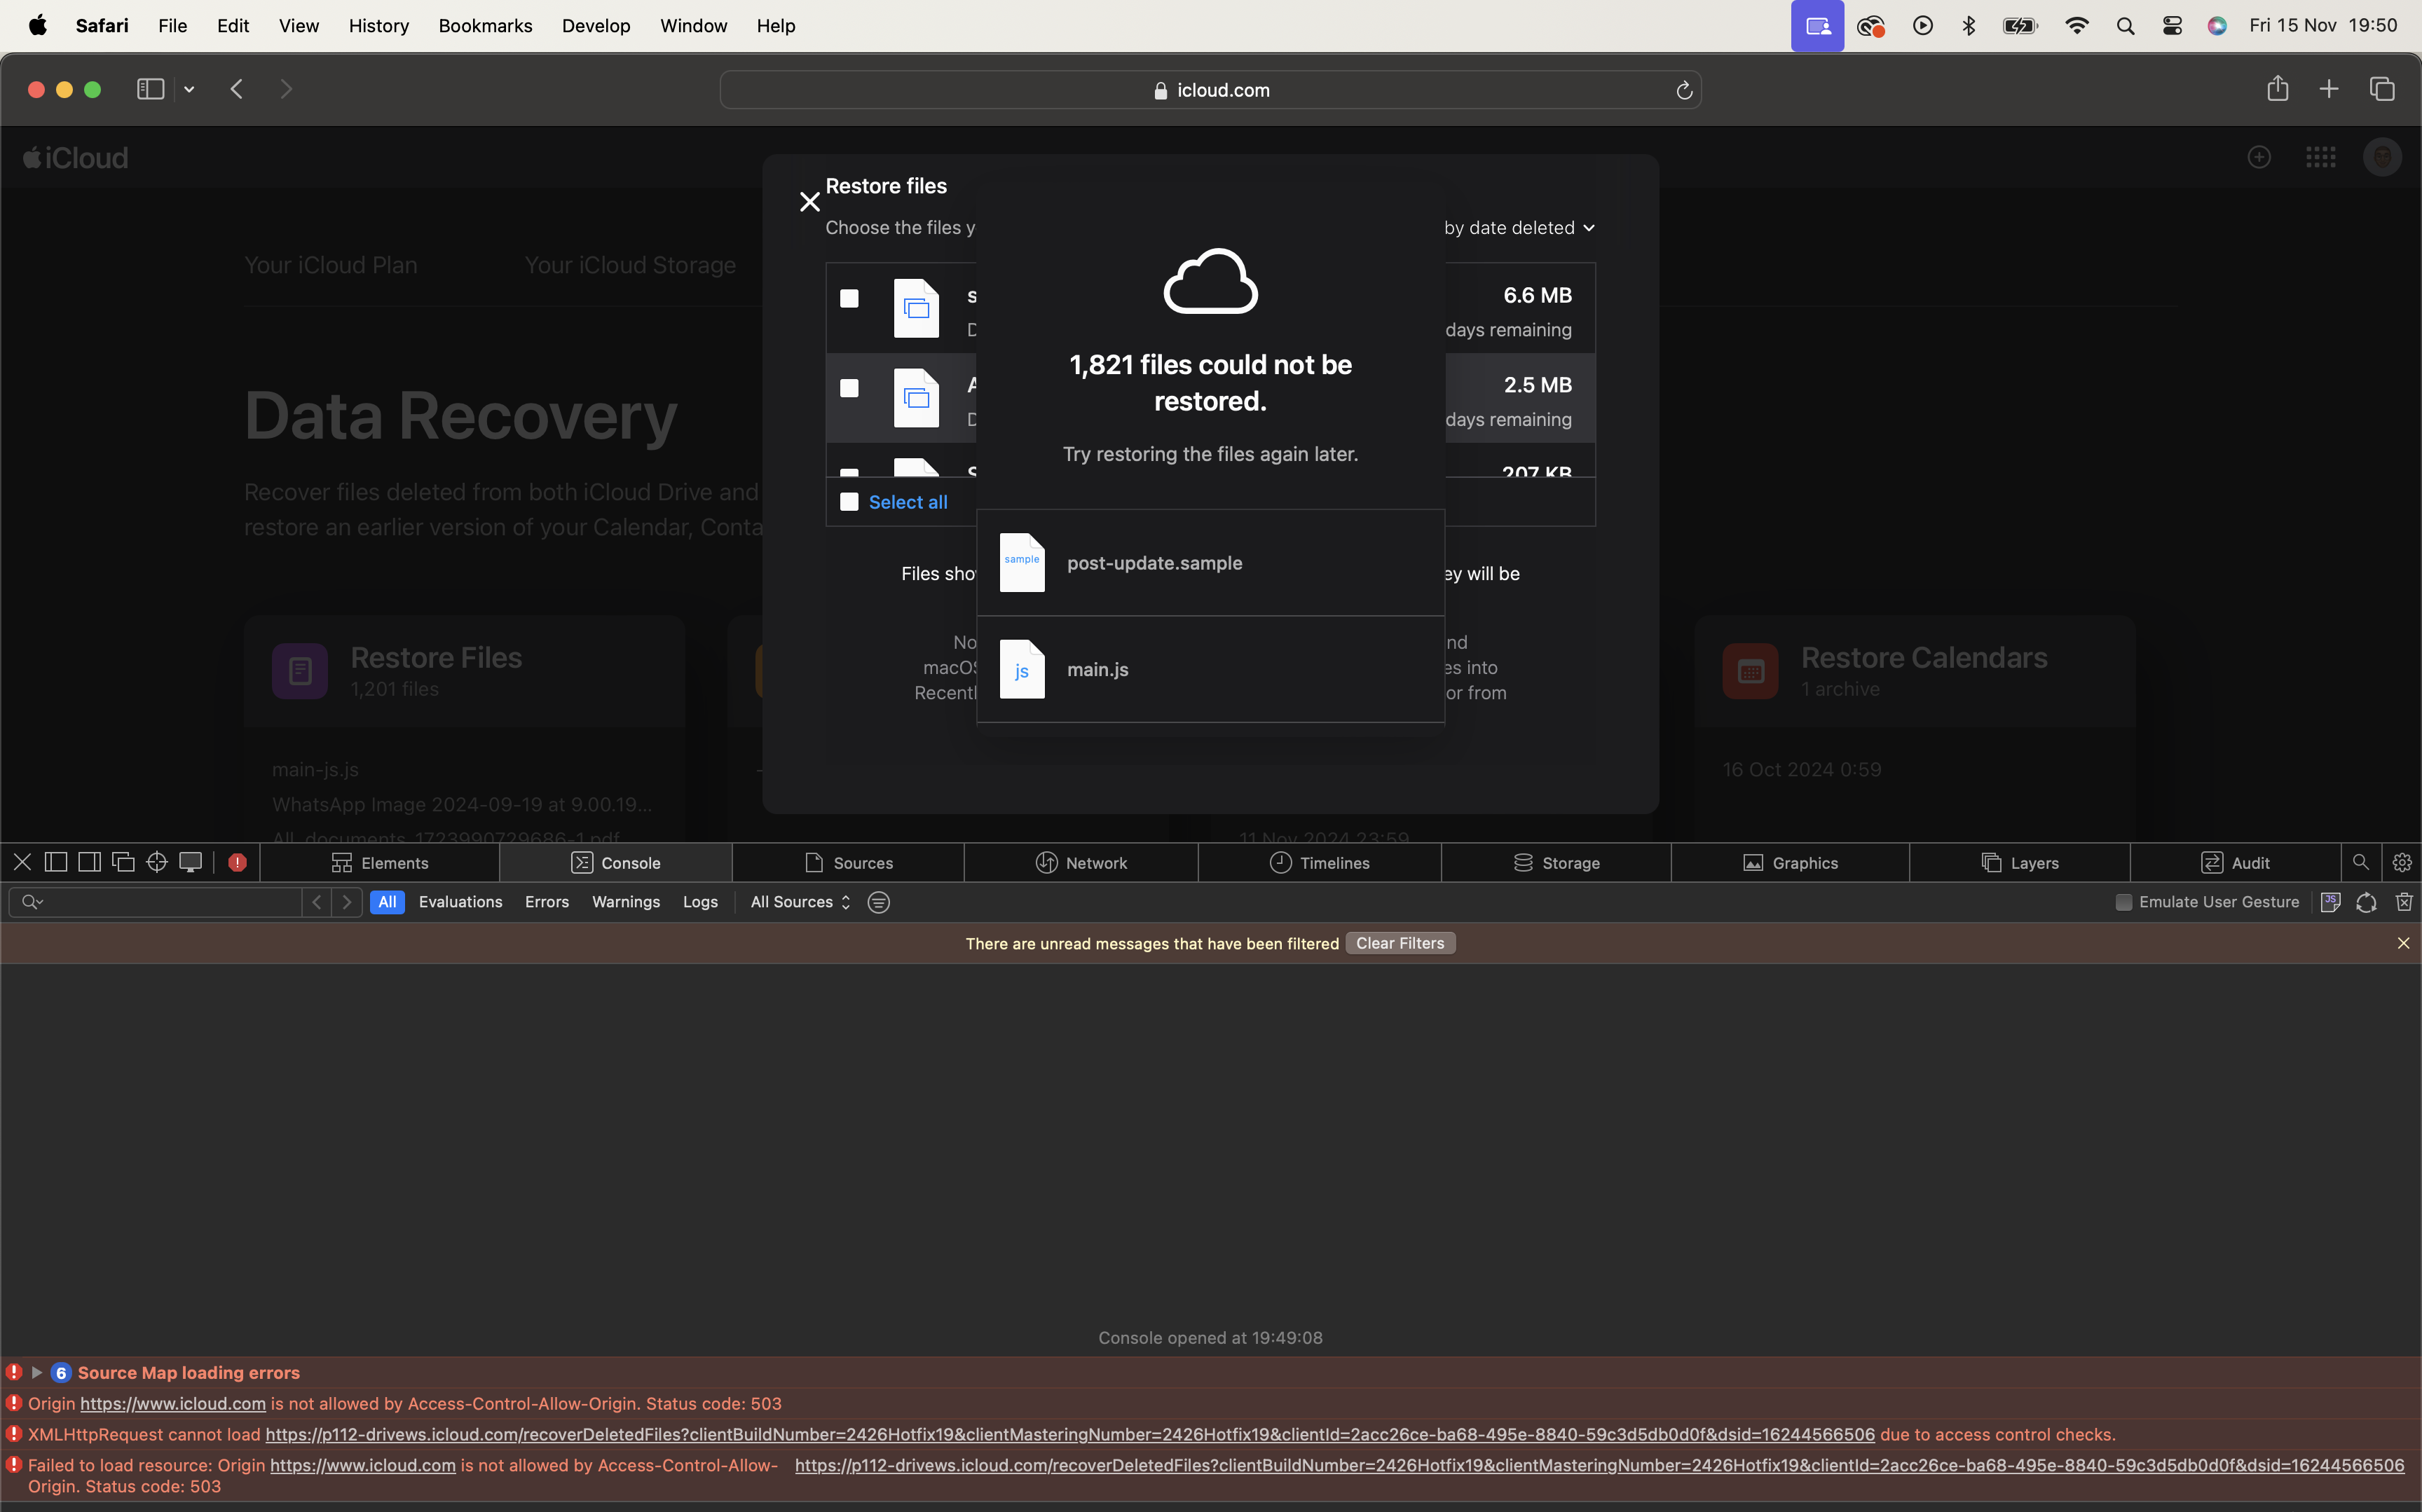 Safari File Edit View History Bookmarks Develop Window Help Fri 15 Nov 19:50
icloud.com
iCloud
Restore files
Choose the files y
by date deleted
Your iCloud Plan
Your iCloud Storage
6.6 MB
days remaining
1,821 files could not be
restored.
2.5 MB
days remaining
Data Recovery
Try restoring the files again later.
207 KB
Recover files deleted from both iCloud Drive and
restore an earlier version of your Calendar, Conta
Select all
sample
post-update.sample
Files sho
ey will be
No
nd
macOS
es into
Recentl
or from
js
main.js
Restore Files
1,201 files
Restore Calendars
1 archive
main-js.js
16 Oct 2024 0:59
WhatsApp Image 2024-09-19 at 9.00.19...
All_documents_1723990729686-1.pdf
11 Nov 2024 23:59
Elements Console Sources Network Timelines Storage Graphics Layers Audit
All Evaluations Errors Warnings Logs All Sources Emulate User Gesture JS
There are unread messages that have been filtered Clear Filters
Console opened at 19:49:08
6 Source Map loading errors
Origin https://www.icloud.com is not allowed by Access-Control-Allow-Origin. Status code: 503
XMLHttpRequest cannot load https://p112-drivews.icloud.com/recoverDeletedFiles?clientBuildNumber=2426Hotfix19&clientMasteringNumber=2426Hotfix19&clientId=2acc26ce-ba68-495e-8840-59c3d5db0d0f&dsid=16244566506 due to access control checks.
Failed to load resource: Origin https://www.icloud.com is not allowed by Access-Control-Allow-
Origin. Status code: 503
https://p112-drivews.icloud.com/recoverDeletedFiles?clientBuildNumber=2426Hotfix19&clientMasteringNumber=2426Hotfix19&clientId=2acc26ce-ba68-495e-8840-59c3d5db0d0f&dsid=16244566506